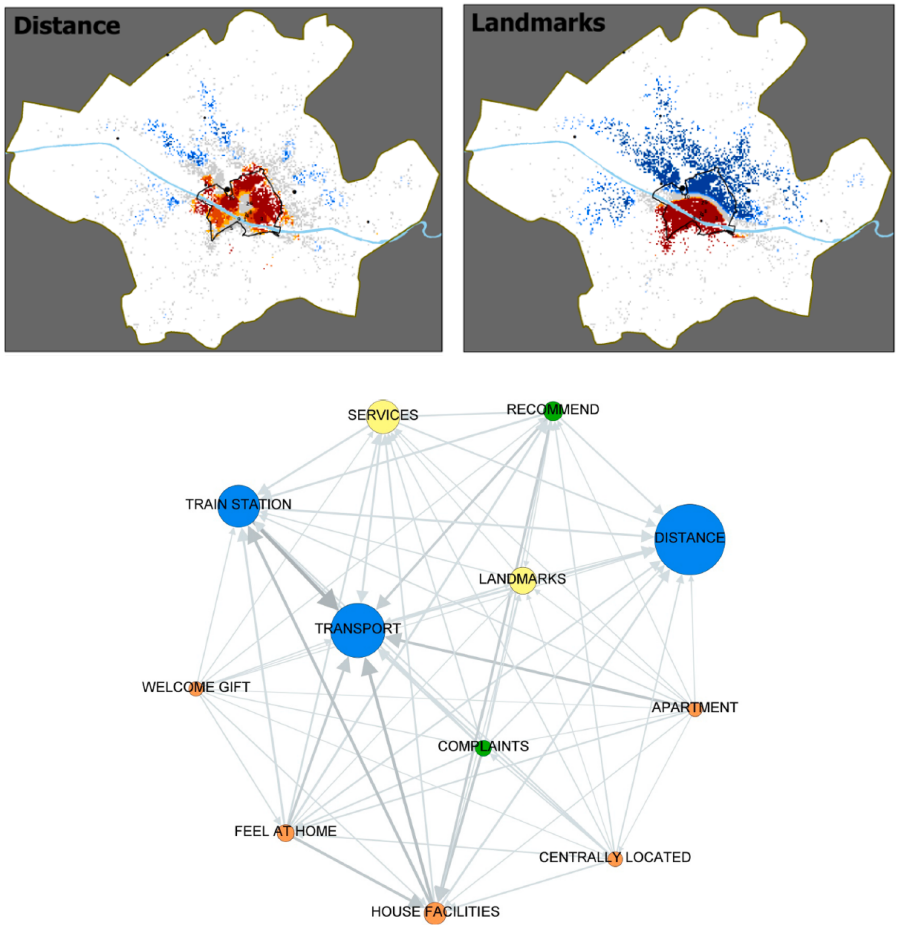 Distance
Landmarks
SERVICES
RECOMMEND
TRAIN STATION
DISTANCE
LANDMARKS
TRANSPORT
WELCOME GIFT
APARTMENT
COMPLAINTS
FEEL AT HOME
CENTRALLY LOCATED
HOUSE FACILITIES